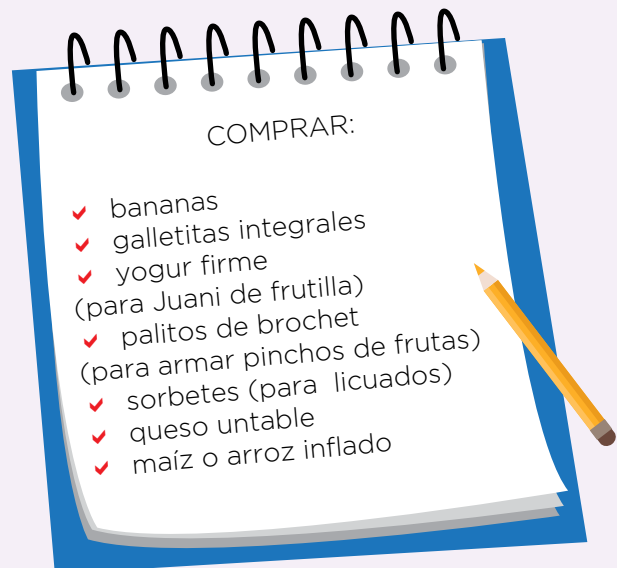 COMPRAR:
bananas
galletitas integrales
yogur firme
(para Juani de frutilla)
palitos de brochet
(para armar pinchos de frutas)
sorbetes (para licuados)
queso untable
maíz o arroz inflado